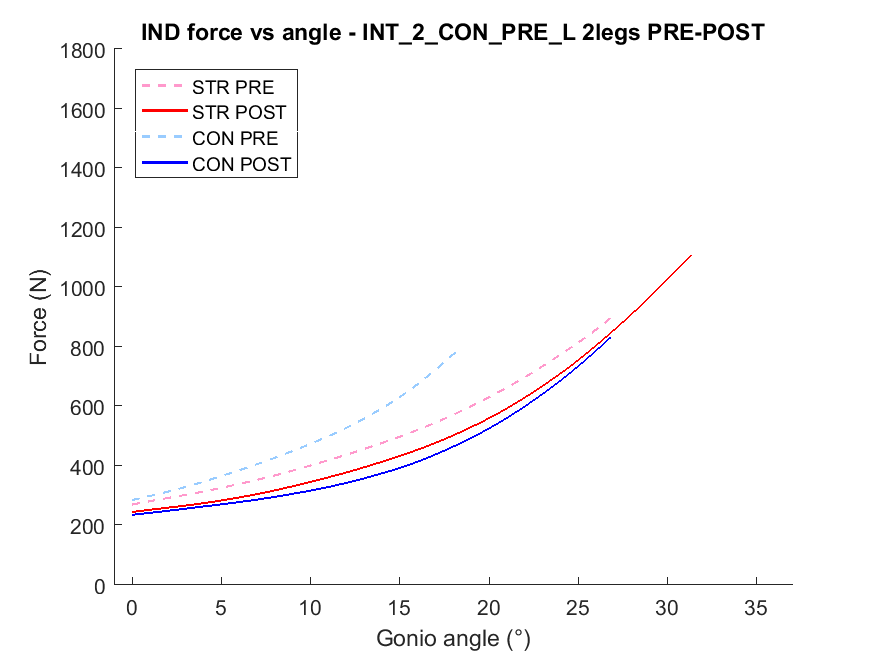 IND force vs angle - INT_2_CON_PRE_L 2legs PRE-POST
1800
1600
1400
1200
1000
800
600
400
200
0
Force (N)
STR PRE
STR POST
CON PRE
CON POST
0 5 10 15 20 25 30 35
Gonio angle (°)